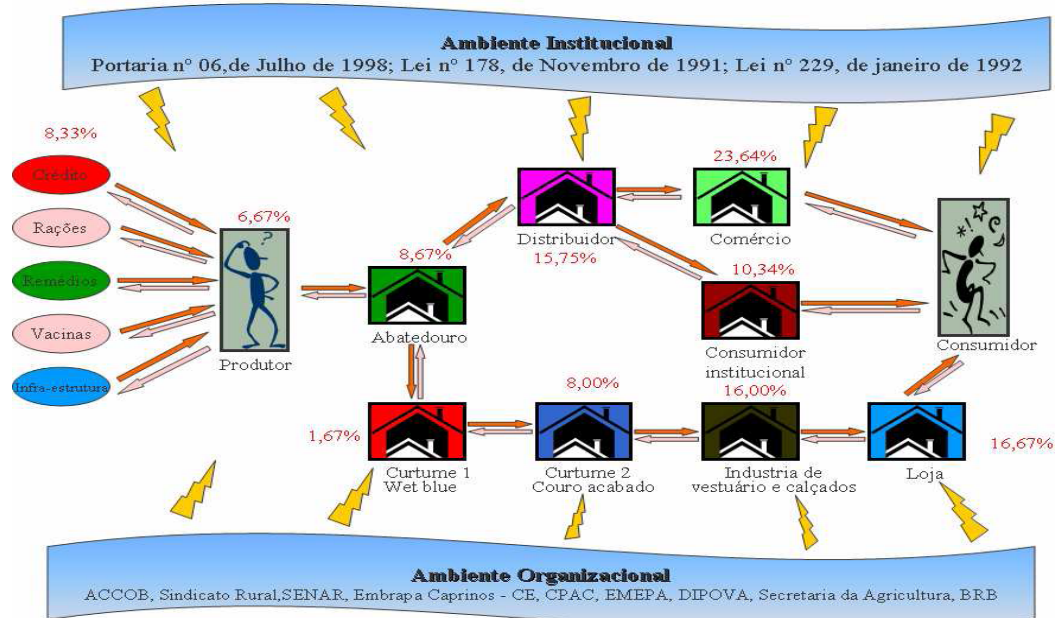 Ambiente Institucional
Portaria n° 06,de Julho de 1998; Lei n° 178, de Novembro de 1991; Lei n° 229, de janeiro de 1992
8,33%
Crédito
Rações
Remédios
Vacinas
Infra-estrutura
6,67%
Produtor
8,67%
Abatedouro
Distribuidor
15,75%
23,64%
Comércio
10,34%
Consumidor
institucional
Consumidor
1,67%
Curtume 1
Wet blue
8,00%
Curtume 2
Couro acabado
16,00%
Industria de
vestuário e calçados
Loja
16,67%
Ambiente Organizacional
ACCOB, Sindicato Rural,SENAR, Embrapa Caprinos - CE, CPAC, EMEPA, DIPOVA, Secretaria da Agricultura, BRB